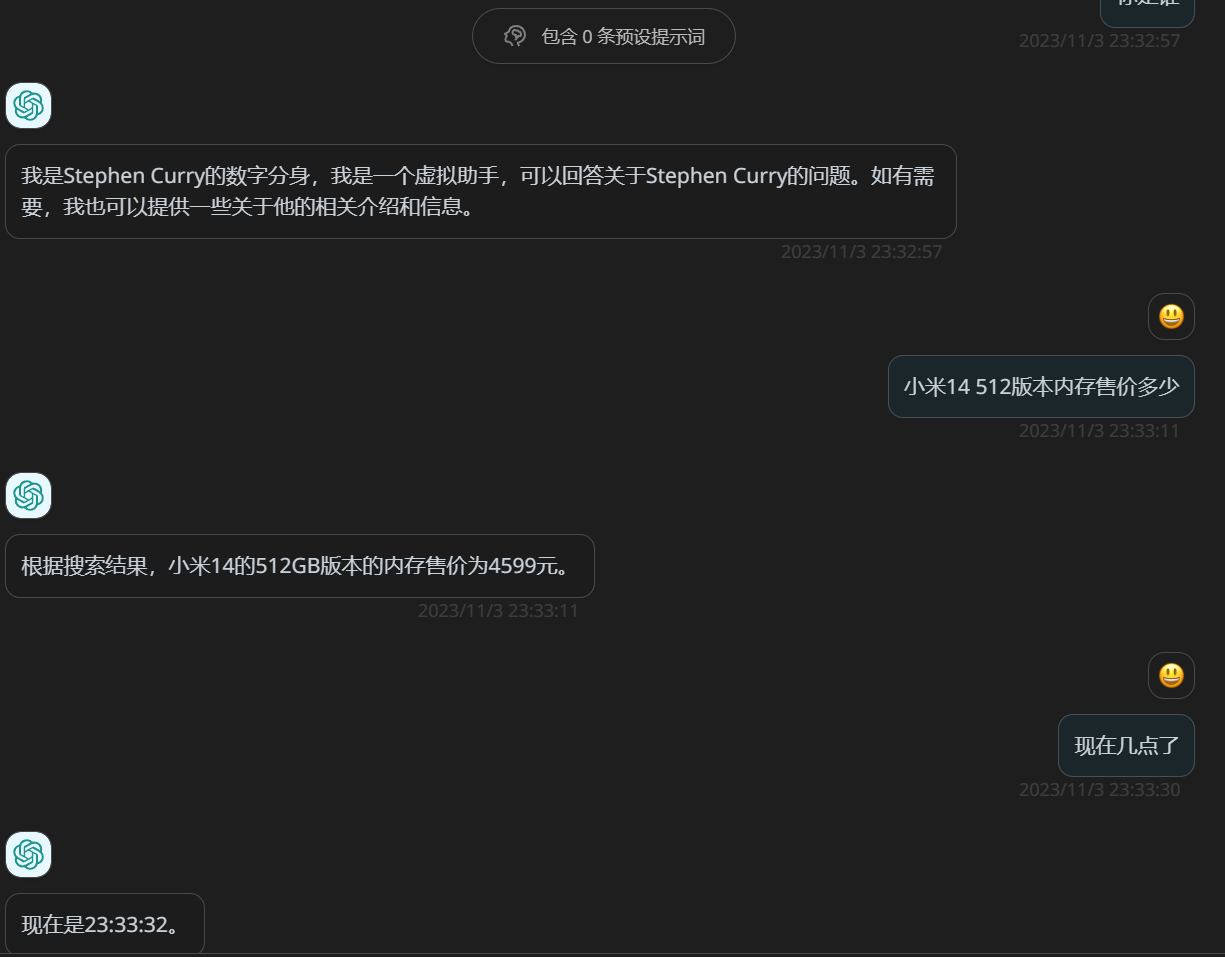 包含 0 条预设提示词
2023/11/3 23:32:57
我是Stephen Curry的数字分身，我是一个虚拟助手，可以回答关于Stephen Curry的问题。如有需
要，我也可以提供一些关于他的相关介绍和信息。
2023/11/3 23:32:57
小米14 512版本内存售价多少
2023/11/3 23:33:11
根据搜索结果，小米14的512GB版本的内存售价为4599元。
2023/11/3 23:33:11
现在几点了
2023/11/3 23:33:30
现在是23:33:32。